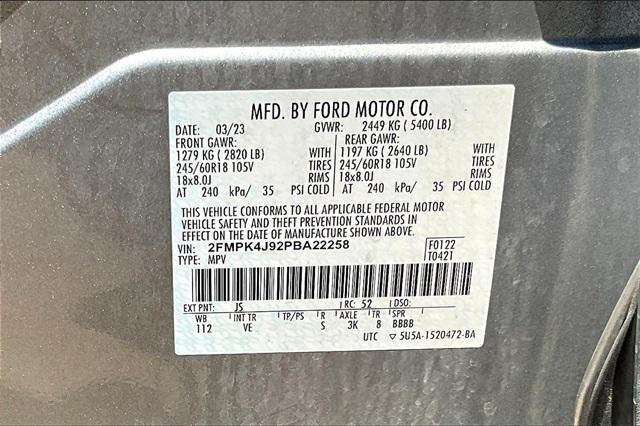 MFD. BY FORD MOTOR CO.
DATE: 03/23 GVWR: 2449 KG ( 5400 LB)
FRONT GAWR: REAR GAWR:
1279 KG ( 2820 LB) WITH 1197 KG ( 2640 LB) WITH
245/60R18 105V TIRES 245/60R18 105V TIRES
18x8.0J RIMS 18x8.0J RIMS
AT 240 kPa/ 35 PSI COLD AT 240 kPa/ 35 PSI COLD
THIS VEHICLE CONFORMS TO ALL APPLICABLE FEDERAL MOTOR
VEHICLE SAFETY AND THEFT PREVENTION STANDARDS IN
EFFECT ON THE DATE OF MANUFACTURE SHOWN ABOVE.
VIN: 2FMPK4J92PBA22258 F0122
TYPE: MPV T0421
EXT PNT: JS RC: 52 DSO:
WB INT TR TP/PS R AXLE TR SPR
112 VE S 3K 8 BBBB
UTC ▽ 5U5A-1520472-BA